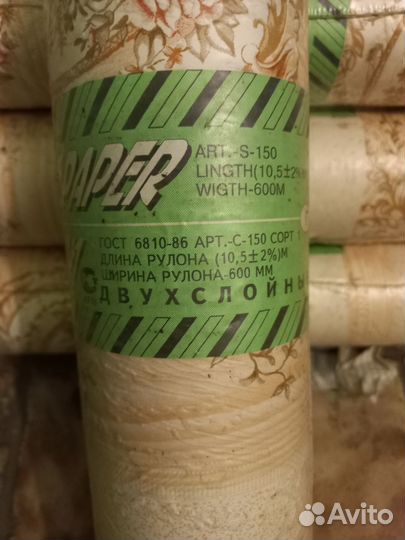 PAPER
ART.-S-150
LINGTH(10,5±2%
WIGTH-600M
ГОСТ 6810-86 АРТ.-С-150 СОРТ 1
ДЛИНА РУЛОНА (10,5±2%)М
ШИРИНА РУЛОНА-600 ММ
ДВУХСЛОЙНЫ
Avito